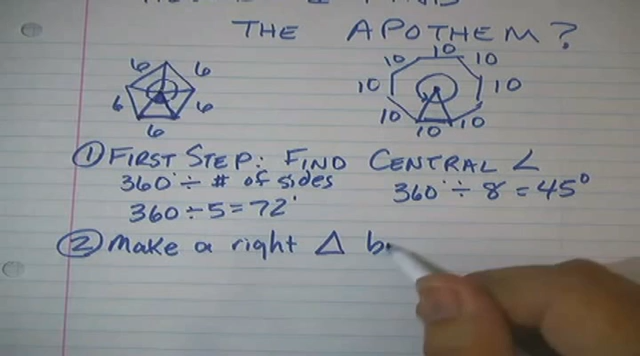 THE APOTHEM?
6 6 6 6 6
10 10 10 10 10 10 10 10
① FIRST STEP: FIND CENTRAL ∠
360° ÷ # of sides
360° ÷ 8 = 45°
360 ÷ 5 = 72°
② Make a right △ b